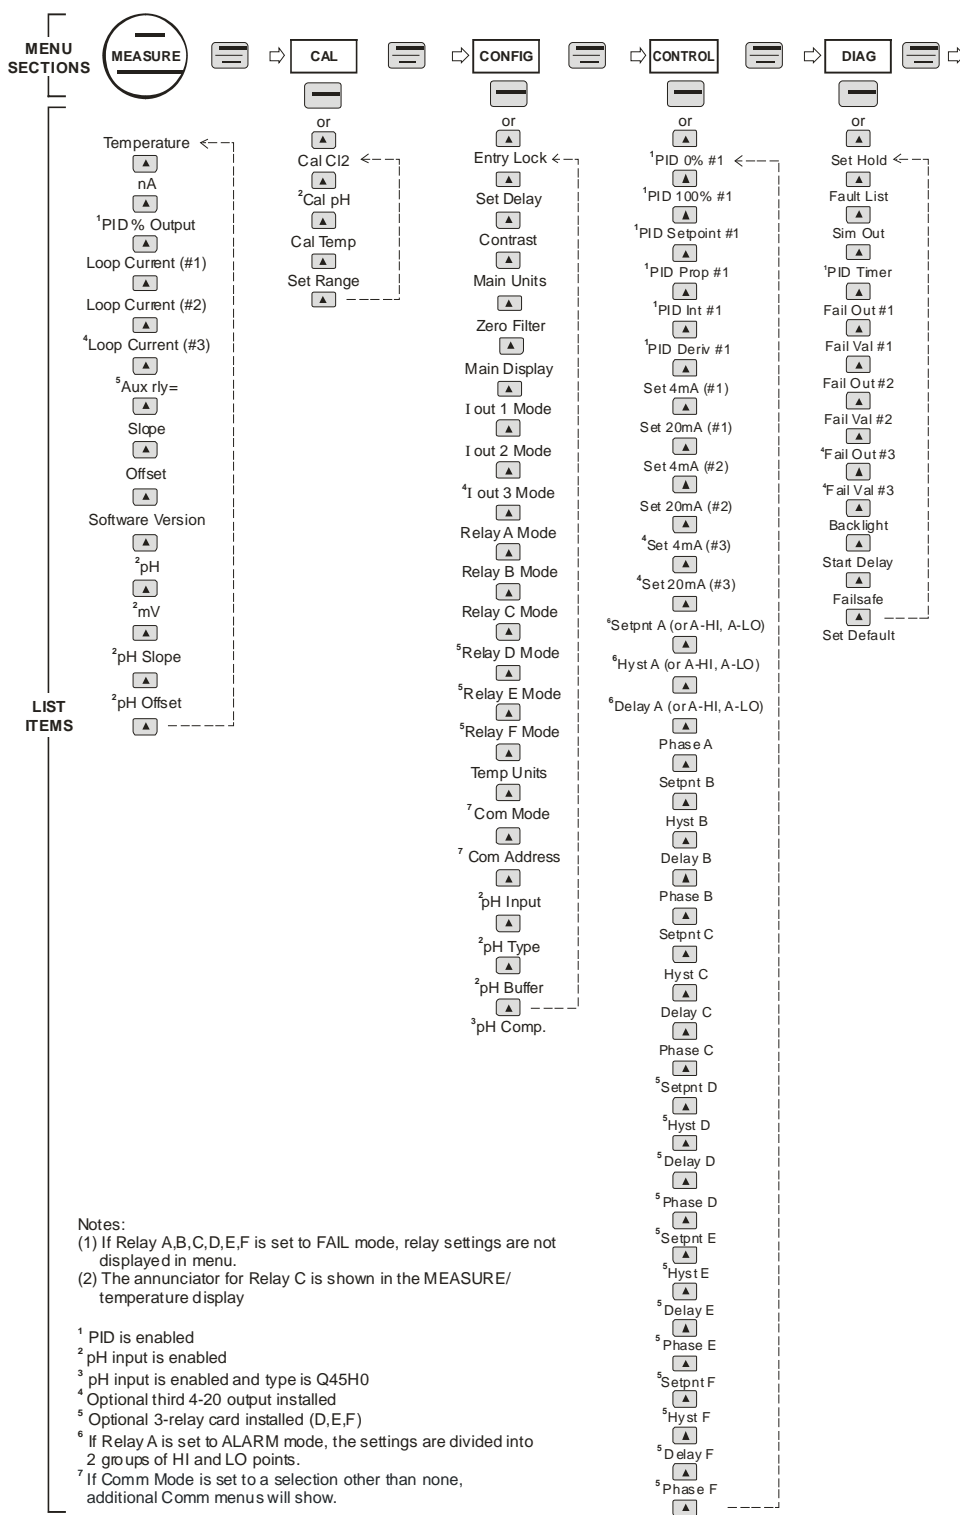 MENU
SECTIONS
MEASURE
CAL
CONFIG
CONTROL
DIAG
LIST
ITEMS
Temperature
nA
¹PID % Output
Loop Current (#1)
Loop Current (#2)
⁴Loop Current (#3)
⁵Aux rly=
Slope
Offset
Software Version
²pH
²mV
²pH Slope
²pH Offset
or
Cal Cl2
²Cal pH
Cal Temp
Set Range
or
Entry Lock
Set Delay
Contrast
Main Units
Zero Filter
Main Display
I out 1 Mode
I out 2 Mode
⁴I out 3 Mode
Relay A Mode
Relay B Mode
Relay C Mode
⁵Relay D Mode
⁵Relay E Mode
⁵Relay F Mode
Temp Units
⁷ Com Mode
⁷ Com Address
²pH Input
²pH Type
²pH Buffer
³pH Comp.
or
¹PID 0% #1
¹PID 100% #1
¹PID Setpoint #1
¹PID Prop #1
¹PID Int #1
¹PID Deriv #1
Set 4mA (#1)
Set 20mA (#1)
Set 4mA (#2)
Set 20mA (#2)
⁴Set 4mA (#3)
⁴Set 20mA (#3)
⁶Setpnt A (or A-HI, A-LO)
⁶Hyst A (or A-HI, A-LO)
⁶Delay A (or A-HI, A-LO)
Phase A
Setpnt B
Hyst B
Delay B
Phase B
Setpnt C
Hyst C
Delay C
Phase C
⁵Setpnt D
⁵Hyst D
⁵Delay D
⁵Phase D
⁵Setpnt E
⁵Hyst E
⁵Delay E
⁵Phase E
⁵Setpnt F
⁵Hyst F
⁵Delay F
⁵Phase F
or
Set Hold
Fault List
Sim Out
¹PID Timer
Fail Out #1
Fail Val #1
Fail Out #2
Fail Val #2
⁴Fail Out #3
⁴Fail Val #3
Backlight
Start Delay
Failsafe
Set Default
Notes:
(1) If Relay A,B,C,D,E,F is set to FAIL mode, relay settings are not
displayed in menu.
(2) The annunciator for Relay C is shown in the MEASURE/
temperature display
¹ PID is enabled
² pH input is enabled
³ pH input is enabled and type is Q45H0
⁴ Optional third 4-20 output installed
⁵ Optional 3-relay card installed (D,E,F)
⁶ If Relay A is set to ALARM mode, the settings are divided into
2 groups of HI and LO points.
⁷ If Comm Mode is set to a selection other than none,
additional Comm menus will show.